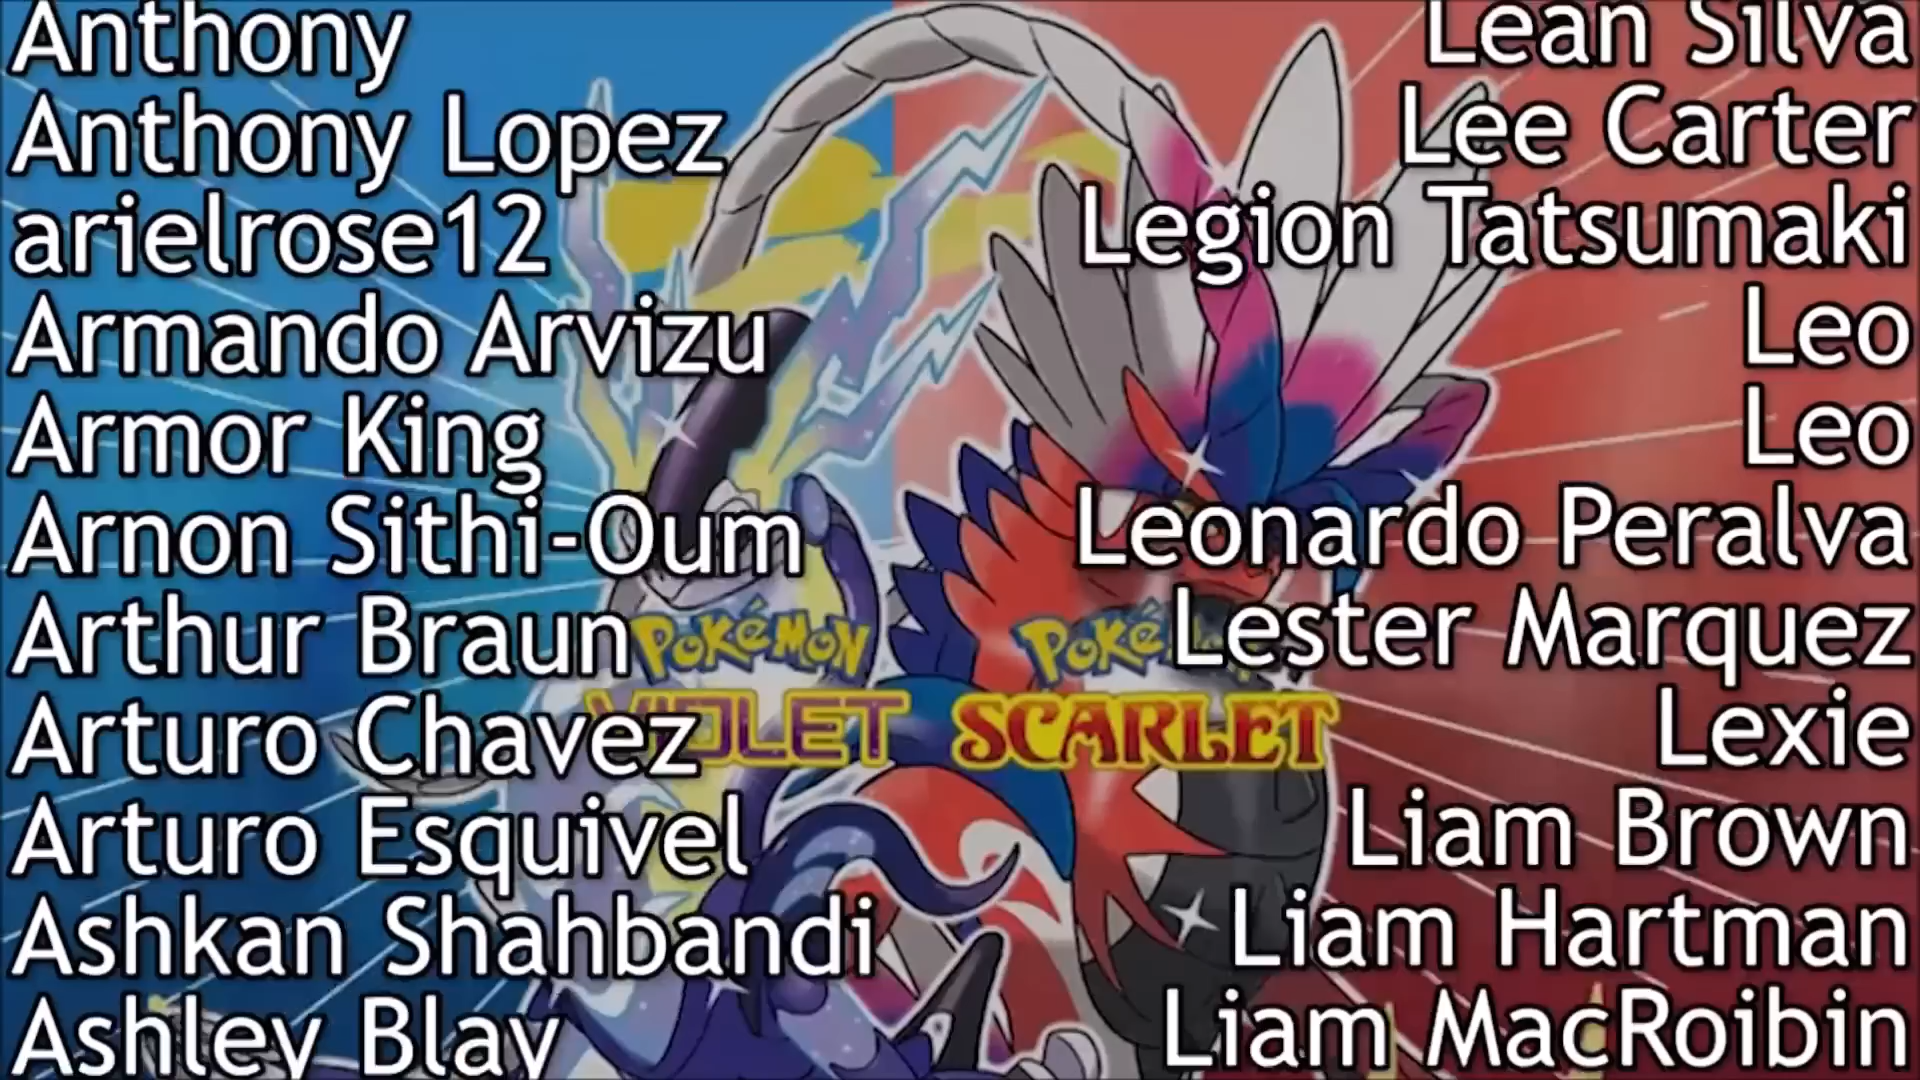 Anthony
Anthony Lopez
arielrose12
Armando Arvizu
Armor King
Arnon Sithi-Oum
Arthur Braun
Arturo Chavez
Arturo Esquivel
Ashkan Shahbandi
Ashley Blay
Lean Silva
Lee Carter
Legion Tatsumaki
Leo
Leo
Leonardo Peralva
Lester Marquez
Lexie
Liam Brown
Liam Hartman
Liam MacRoibin
POKéMON
VIOLET
POKéMON
SCARLET